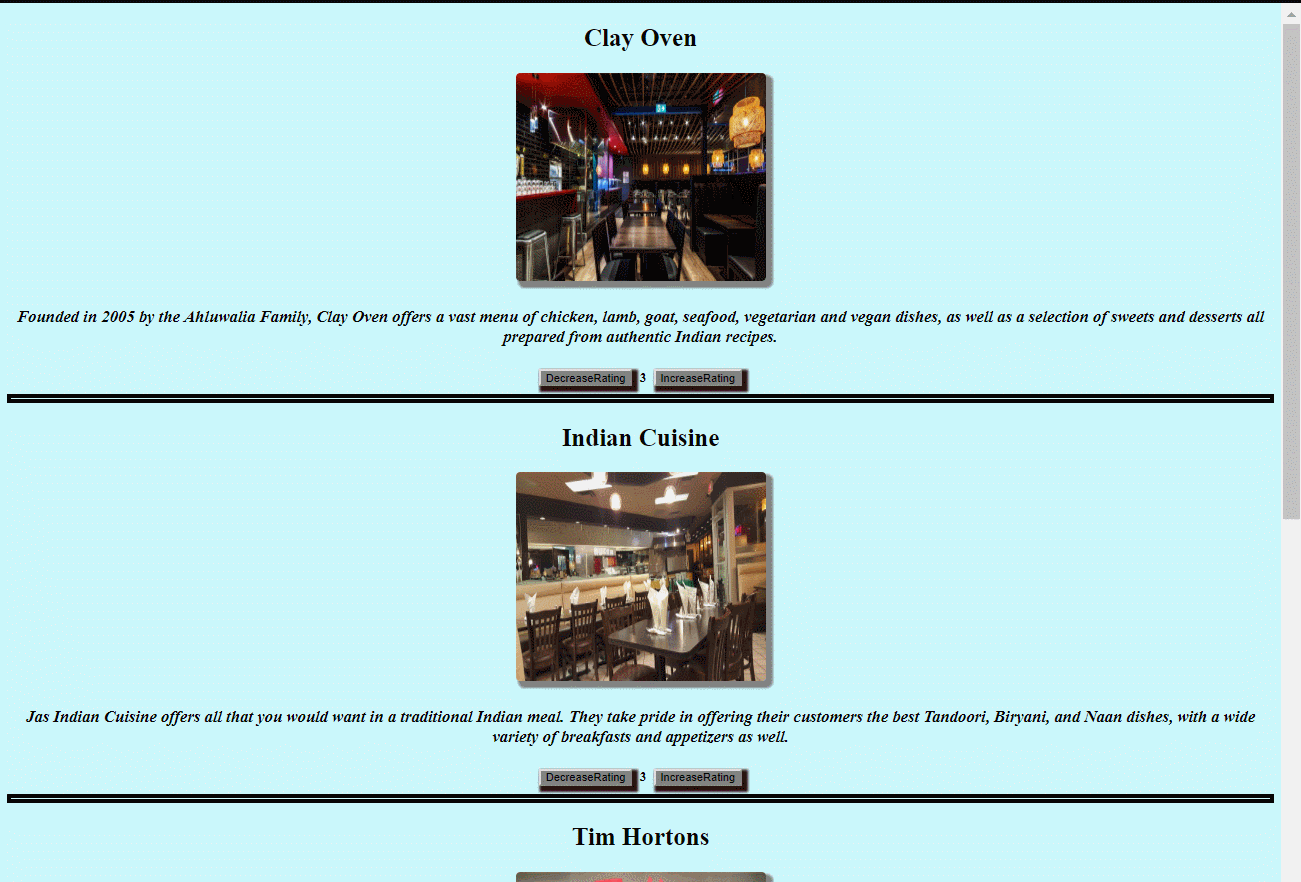 Clay Oven
Founded in 2005 by the Ahluwalia Family, Clay Oven offers a vast menu of chicken, lamb, goat, seafood, vegetarian and vegan dishes, as well as a selection of sweets and desserts all
prepared from authentic Indian recipes.
DecreaseRating 3 IncreaseRating
Indian Cuisine
Jas Indian Cuisine offers all that you would want in a traditional Indian meal. They take pride in offering their customers the best Tandoori, Biryani, and Naan dishes, with a wide
variety of breakfasts and appetizers as well.
DecreaseRating 3 IncreaseRating
Tim Hortons